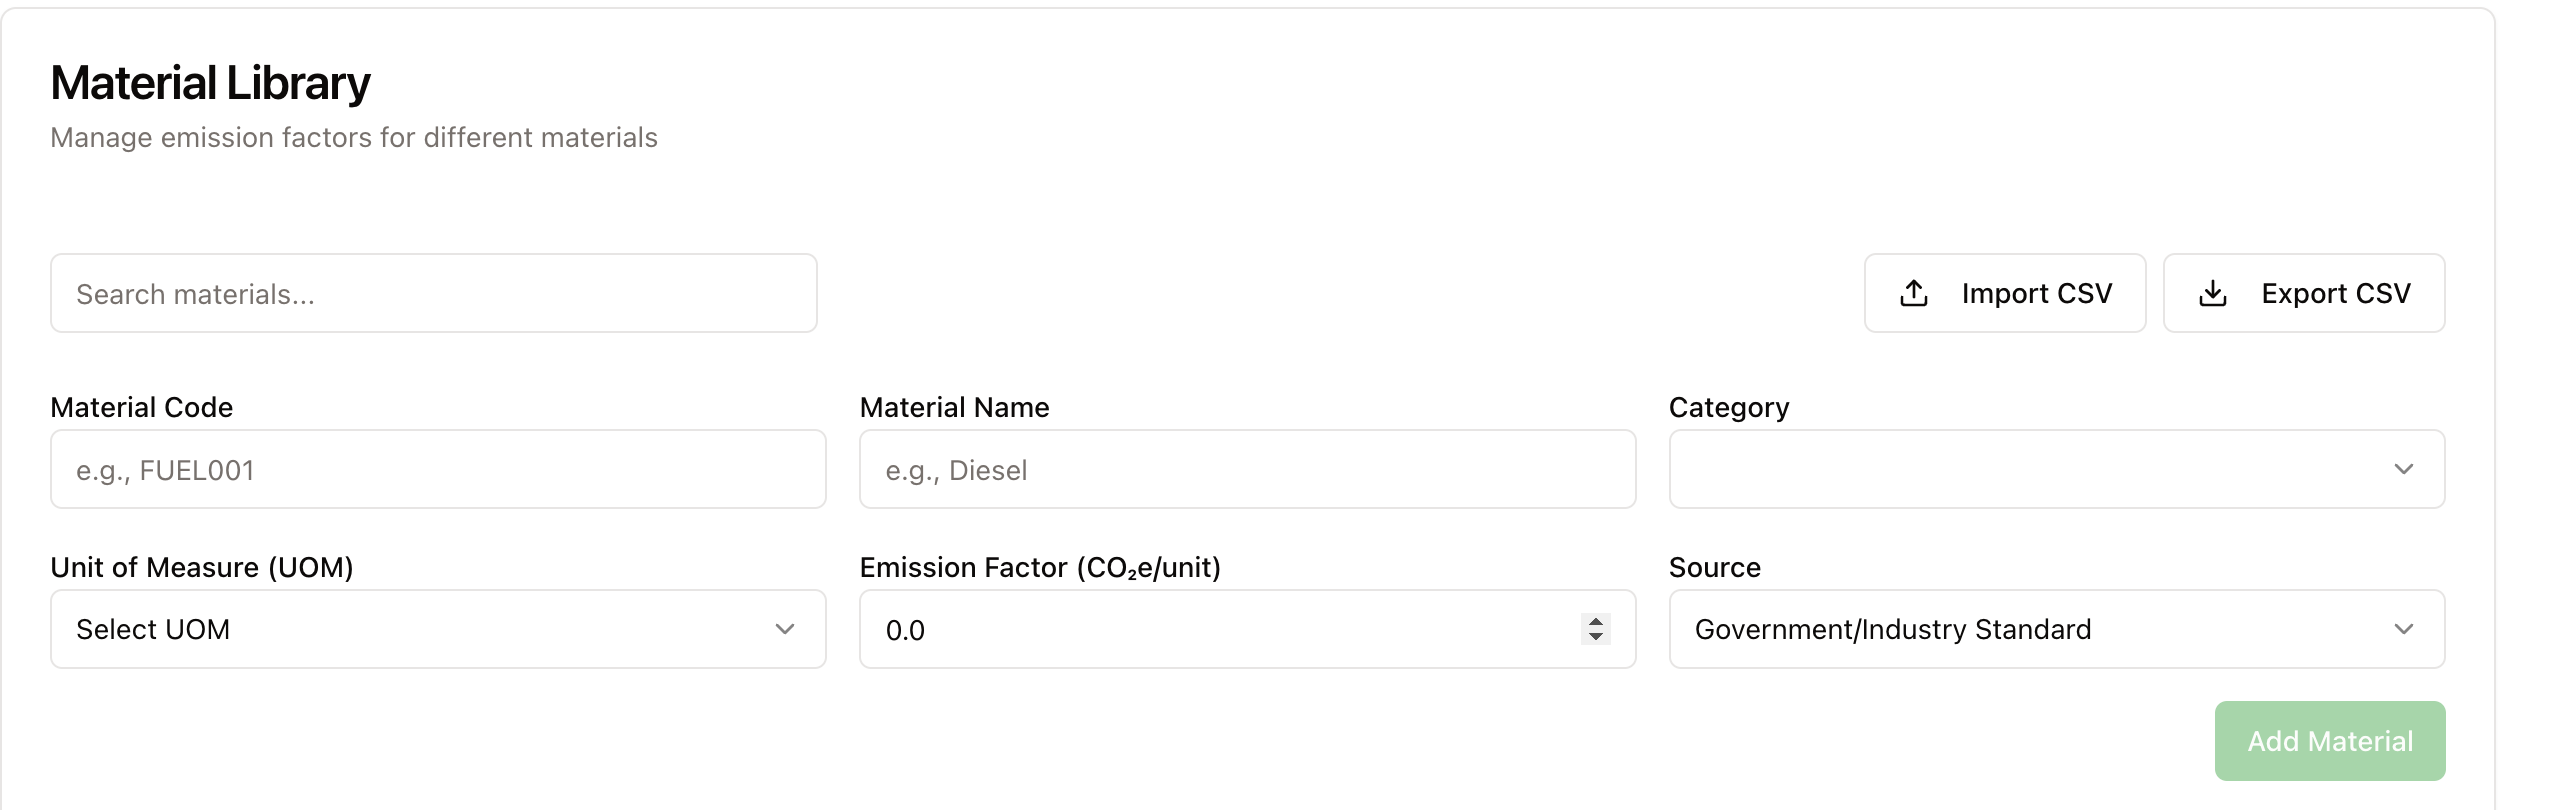 Material Library
Manage emission factors for different materials
Search materials...
Import CSV
Export CSV
Material Code
Material Name
Category
e.g., FUEL001
e.g., Diesel
Unit of Measure (UOM)
Emission Factor (CO₂e/unit)
Source
Select UOM
0.0
Government/Industry Standard
Add Material